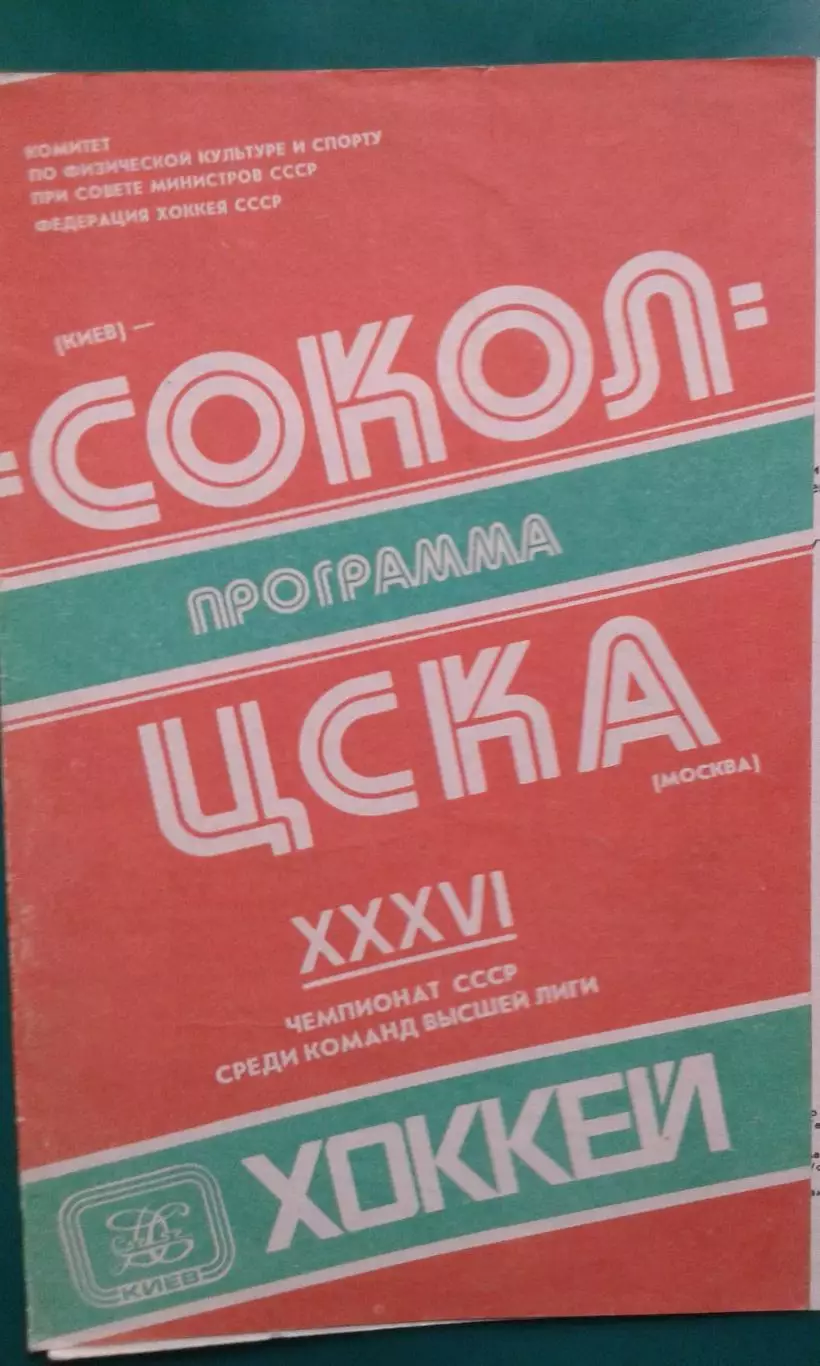 КОМИТЕТ
ПО ФИЗИЧЕСКОЙ КУЛЬТУРЕ И СПОРТУ
ПРИ СОВЕТЕ МИНИСТРОВ СССР
ФЕДЕРАЦИЯ ХОККЕЯ СССР
(КИЕВ) —
СОКОЛ
ПРОГРАММА
ЦСКА
(МОСКВА)
XXXVI
ЧЕМПИОНАТ СССР
СРЕДИ КОМАНД ВЫСШЕЙ ЛИГИ
ХОККЕЙ
КИЕВ